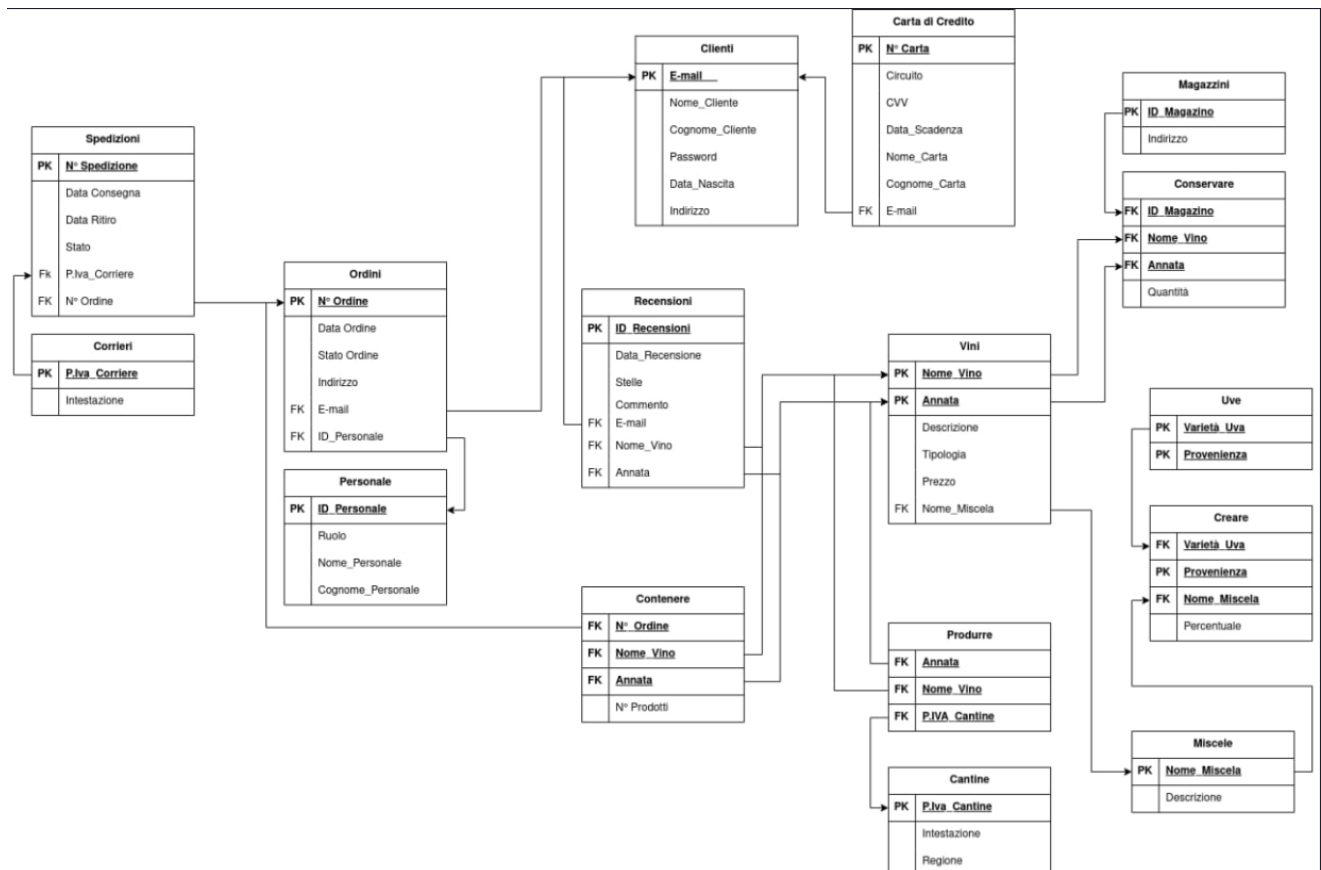 Carta di Credito
PK N° Carta
Circuito
CVV
Data_Scadenza
Nome_Carta
Cognome_Carta
FK E-mail
Clienti
PK E-mail
Nome_Cliente
Cognome_Cliente
Password
Data_Nascita
Indirizzo
Magazzini
PK ID_Magazino
Indirizzo
Conservare
FK ID_Magazino
FK Nome_Vino
FK Annata
Quantità
Spedizioni
PK N° Spedizione
Data Consegna
Data Ritiro
Stato
Fk P.Iva_Corriere
FK N° Ordine
Corrieri
PK P.Iva_Corriere
Intestazione
Ordini
PK N° Ordine
Data Ordine
Stato Ordine
Indirizzo
FK E-mail
FK ID_Personale
Personale
PK ID_Personale
Ruolo
Nome_Personale
Cognome_Personale
Recensioni
PK ID_Recensioni
Data_Recensione
Stelle
Commento
FK E-mail
FK Nome_Vino
FK Annata
Vini
PK Nome_Vino
PK Annata
Descrizione
Tipologia
Prezzo
FK Nome_Miscela
Uve
PK Varietà_Uva
PK Provenienza
Creare
FK Varietà_Uva
PK Provenienza
FK Nome_Miscela
Percentuale
Contenere
FK N°_Ordine
FK Nome_Vino
FK Annata
N° Prodotti
Produrre
FK Annata
FK Nome_Vino
FK P.IVA_Cantine
Miscele
PK Nome_Miscela
Descrizione
Cantine
PK P.Iva_Cantine
Intestazione
Regione